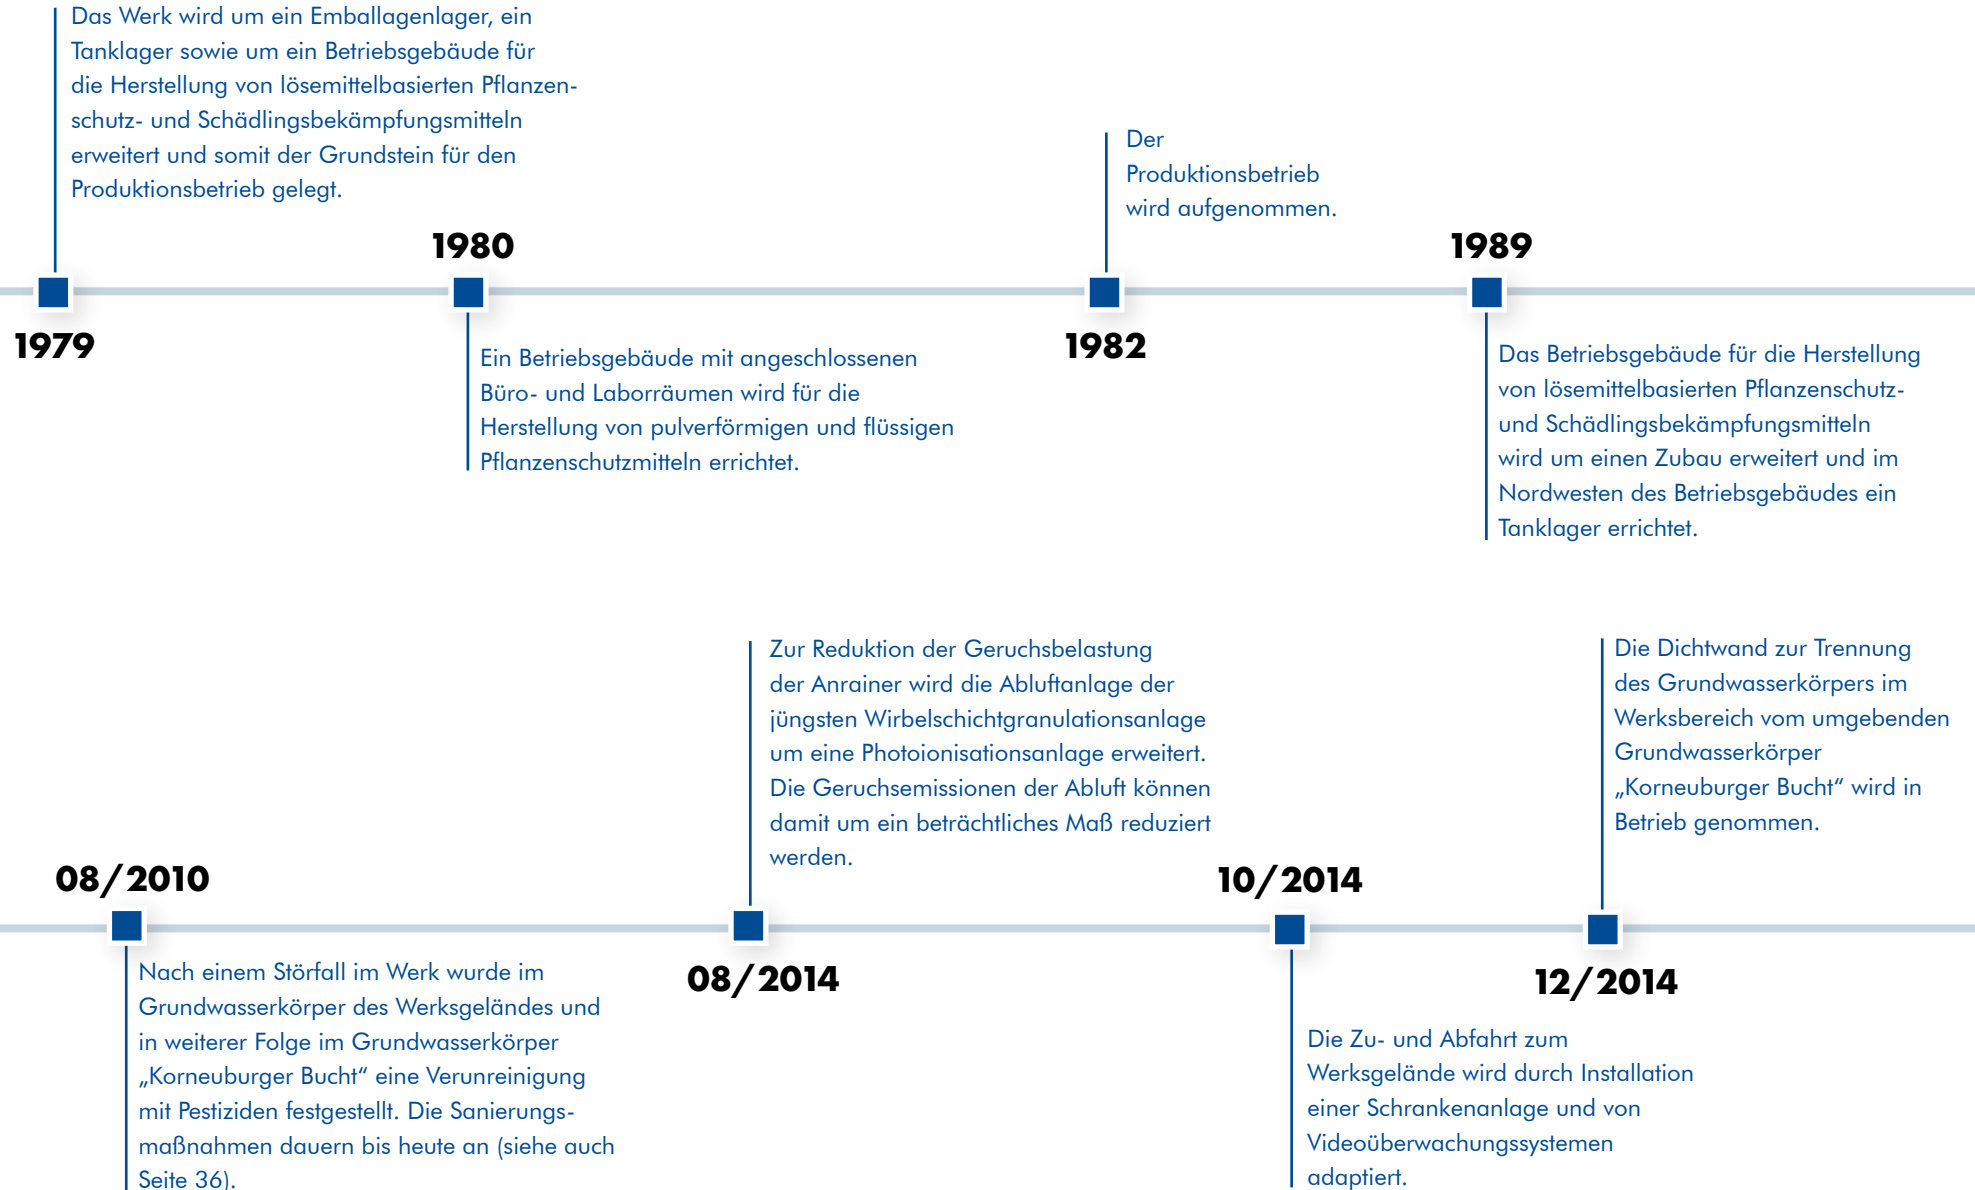 Das Werk wird um ein Emballagenlager, ein
Tanklager sowie um ein Betriebsgebäude für
die Herstellung von lösemittelbasierten Pflanzen-
schutz- und Schädlingsbekämpfungsmitteln
erweitert und somit der Grundstein für den
Produktionsbetrieb gelegt.
1979
1980
Ein Betriebsgebäude mit angeschlossenen
Büro- und Laborräumen wird für die
Herstellung von pulverförmigen und flüssigen
Pflanzenschutzmitteln errichtet.
Der
Produktionsbetrieb
wird aufgenommen.
1982
1989
Das Betriebsgebäude für die Herstellung
von lösemittelbasierten Pflanzenschutz-
und Schädlingsbekämpfungsmitteln
wird um einen Zubau erweitert und im
Nordwesten des Betriebsgebäudes ein
Tanklager errichtet.
08/2010
Nach einem Störfall im Werk wurde im
Grundwasserkörper des Werksgeländes und
in weiterer Folge im Grundwasserkörper
„Korneuburger Bucht“ eine Verunreinigung
mit Pestiziden festgestellt. Die Sanierungs-
maßnahmen dauern bis heute an (siehe auch
Seite 36).
Zur Reduktion der Geruchsbelastung
der Anrainer wird die Abluftanlage der
jüngsten Wirbelschichtgranulationsanlage
um eine Photoionisationsanlage erweitert.
Die Geruchsemissionen der Abluft können
damit um ein beträchtliches Maß reduziert
werden.
08/2014
10/2014
Die Zu- und Abfahrt zum
Werksgelände wird durch Installation
einer Schrankenanlage und von
Videoüberwachungssystemen
adaptiert.
Die Dichtwand zur Trennung
des Grundwasserkörpers im
Werksbereich vom umgebenden
Grundwasserkörper
„Korneuburger Bucht“ wird in
Betrieb genommen.
12/2014